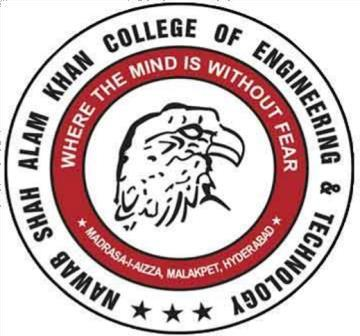 NAWAB SHAH ALAM KHAN COLLEGE OF ENGINEERING & TECHNOLOGY
WHERE THE MIND IS WITHOUT FEAR
★ MADRASA-I-AIZZA, MALAKPET, HYDERABAD ★